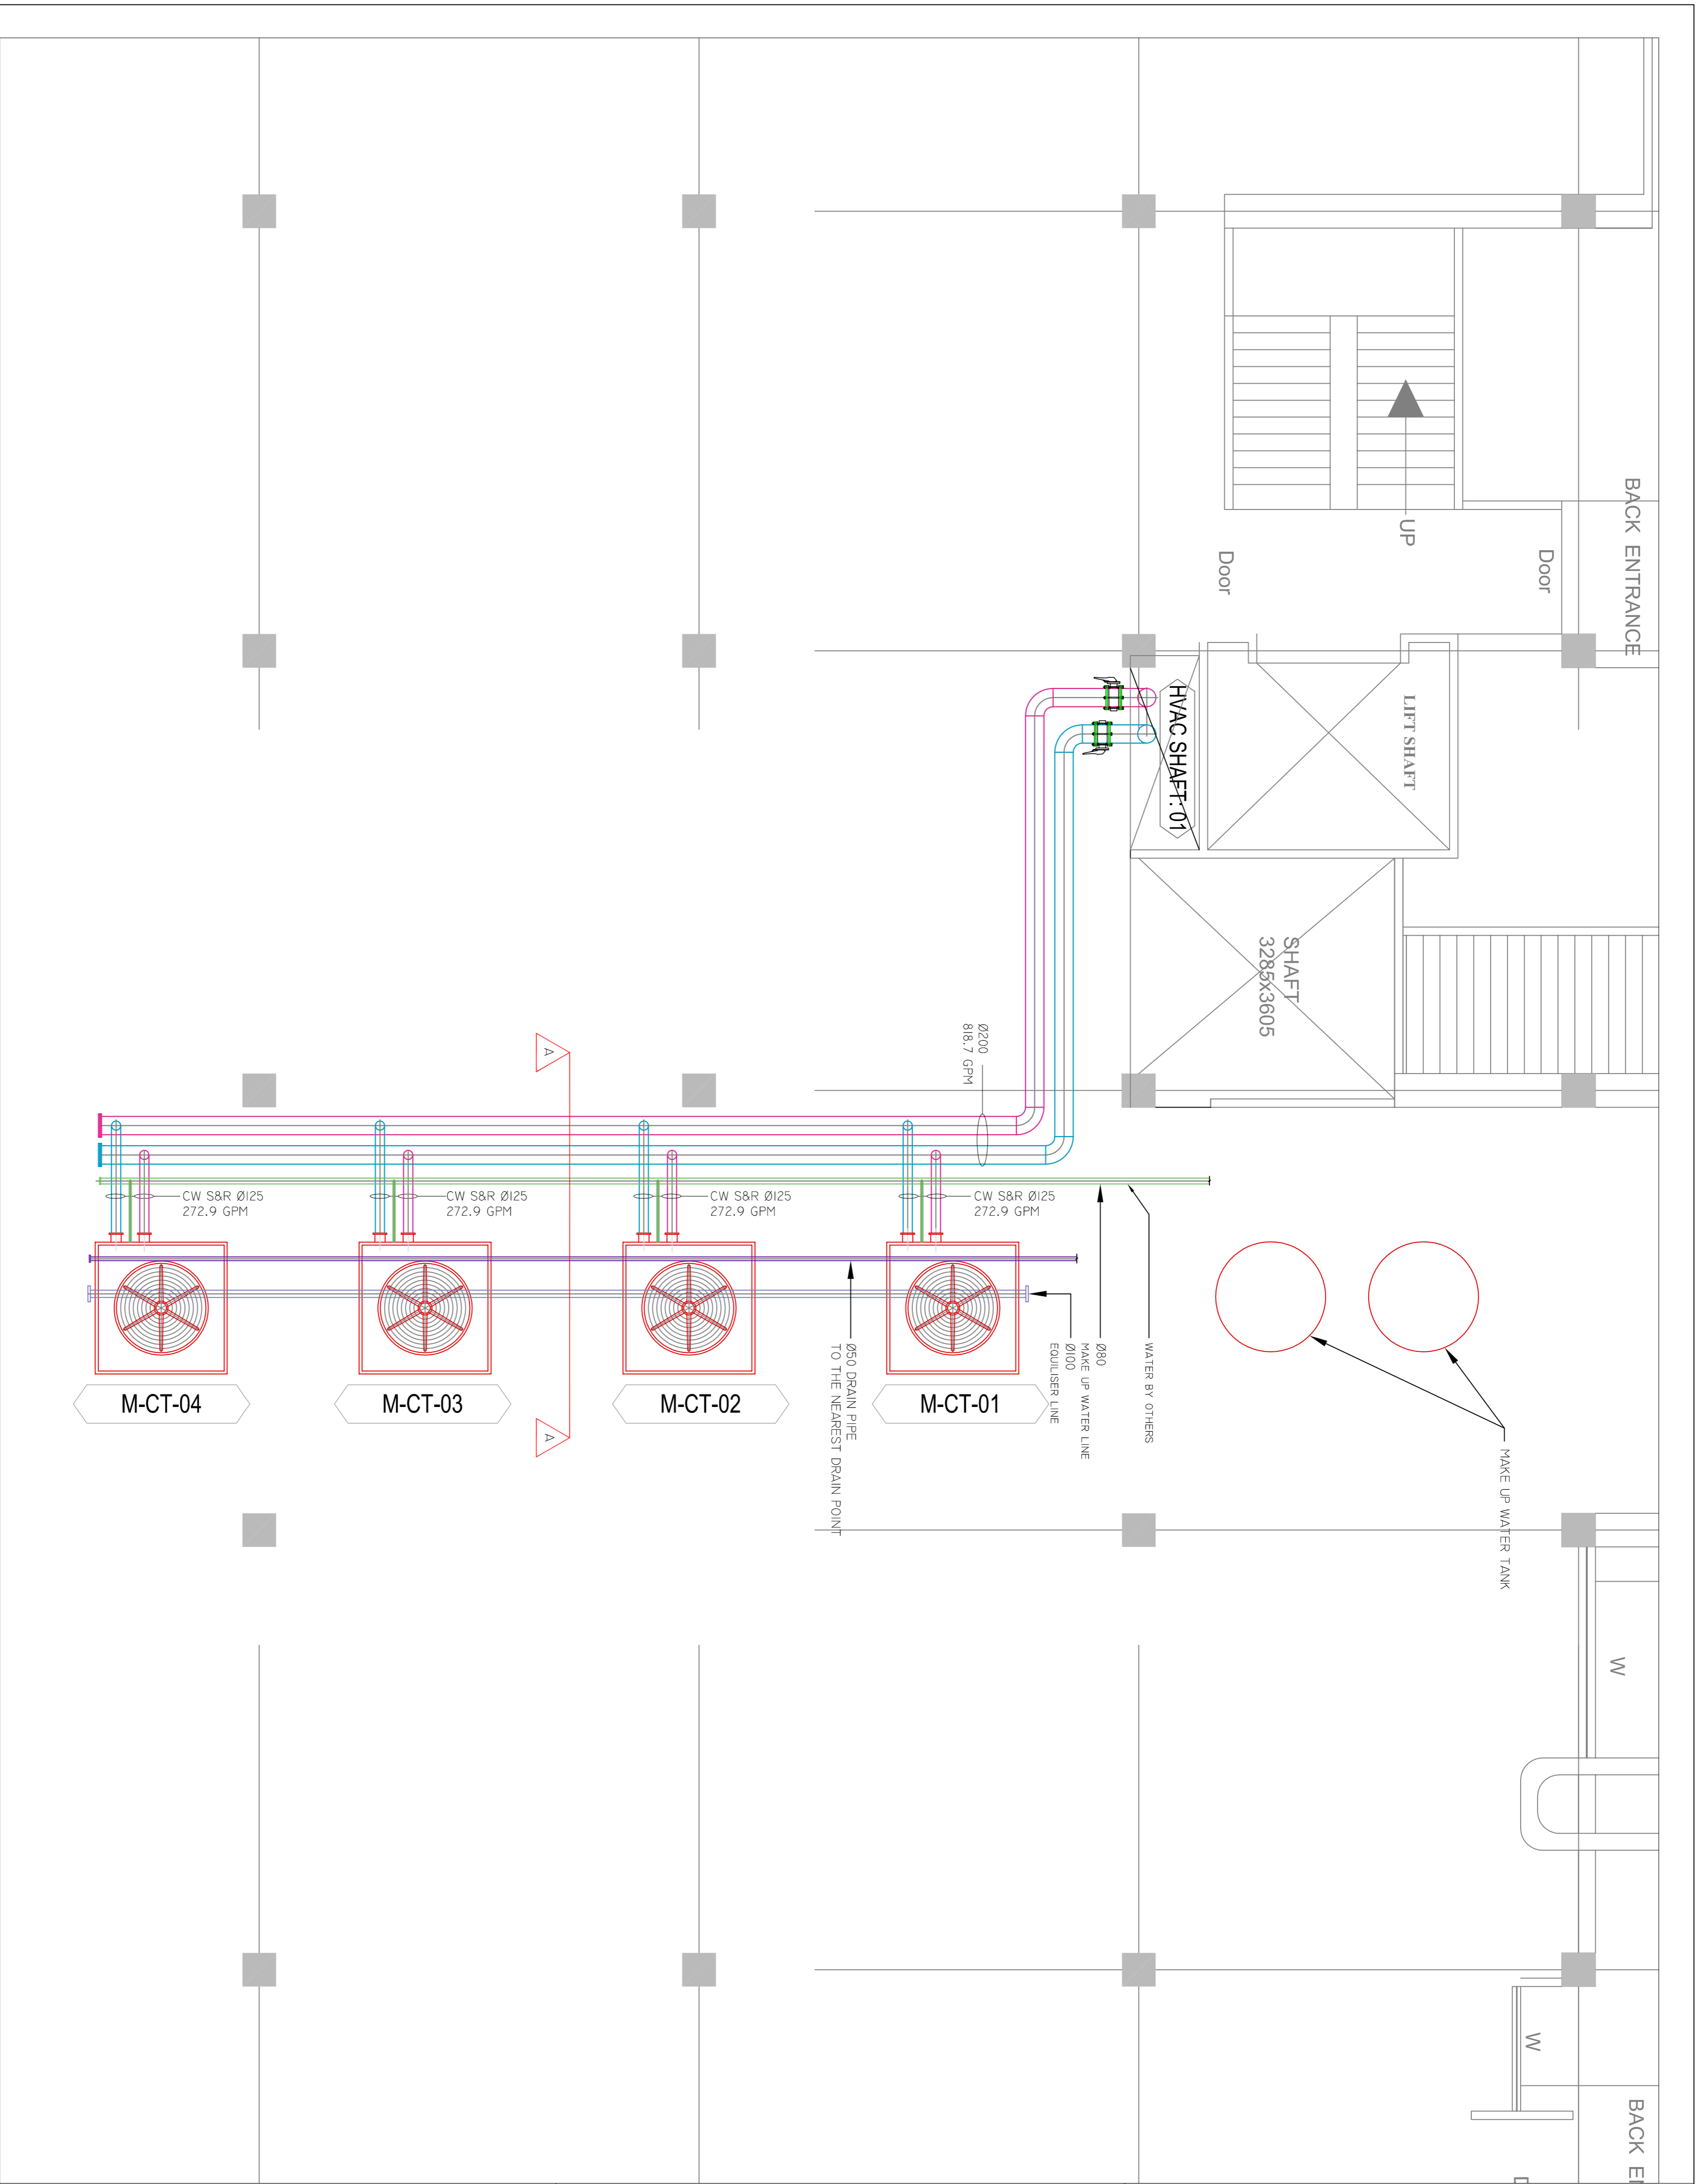 BACK ENTRANCE
UP
Door
Door
LIFT SHAFT
HVAC SHAFT: 01
SHAFT
3285x3605
Ø200
818.7 GPM
A
CW S&R Ø125
272.9 GPM
CW S&R Ø125
272.9 GPM
CW S&R Ø125
272.9 GPM
CW S&R Ø125
272.9 GPM
M-CT-04
M-CT-03
M-CT-02
M-CT-01
A
Ø50 DRAIN PIPE
TO THE NEAREST DRAIN POINT
Ø100
EQUILISER LINE
Ø80
MAKE UP WATER LINE
WATER BY OTHERS
MAKE UP WATER TANK
W
W
BACK E